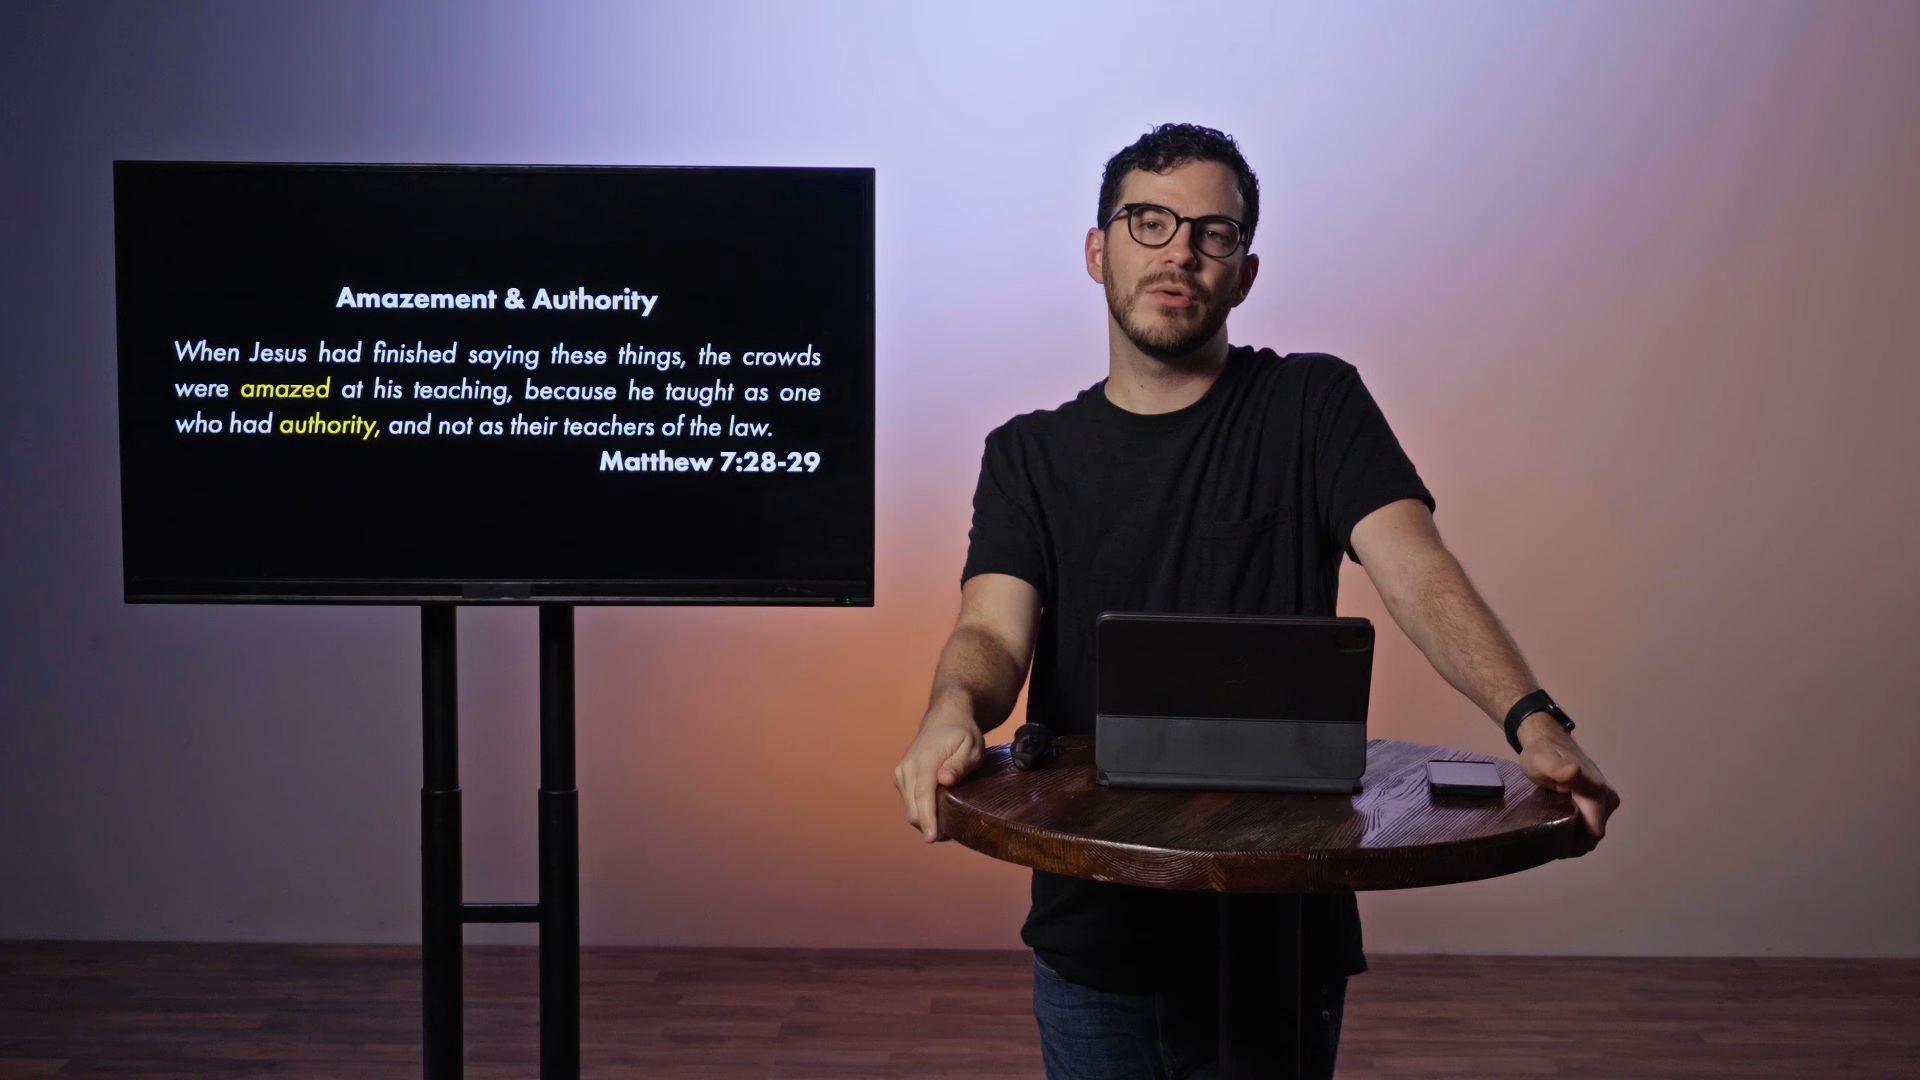 Amazement & Authority
When Jesus had finished saying these things, the crowds
were amazed at his teaching, because he taught as one
who had authority, and not as their teachers of the law.
Matthew 7:28-29